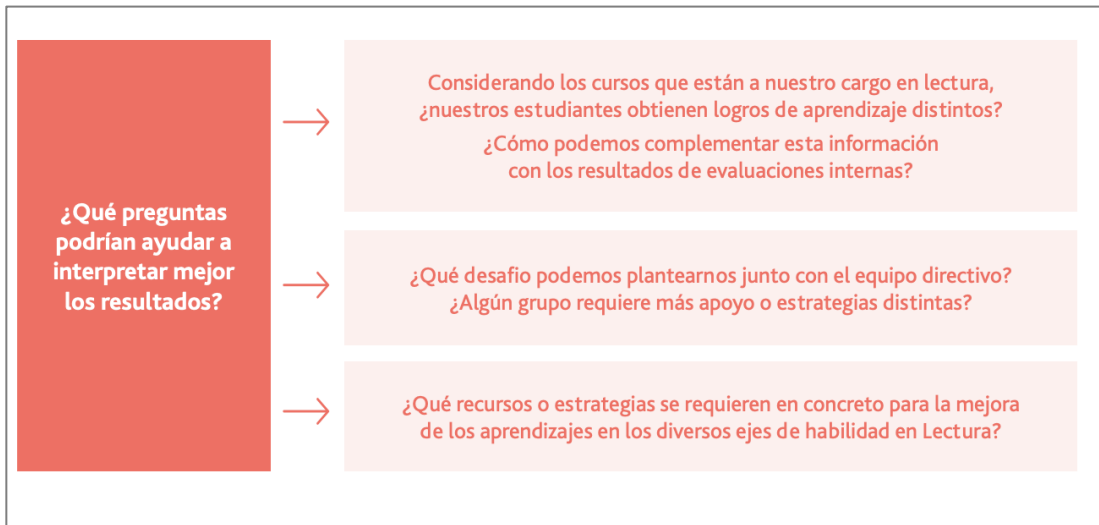 ¿Qué preguntas
podrían ayudar a
interpretar mejor
los resultados?
Considerando los cursos que están a nuestro cargo en lectura,
¿nuestros estudiantes obtienen logros de aprendizaje distintos?
¿Cómo podemos complementar esta información
con los resultados de evaluaciones internas?
¿Qué desafio podemos plantearnos junto con el equipo directivo?
¿Algún grupo requiere más apoyo o estrategias distintas?
¿Qué recursos o estrategias se requieren en concreto para la mejora
de los aprendizajes en los diversos ejes de habilidad en Lectura?